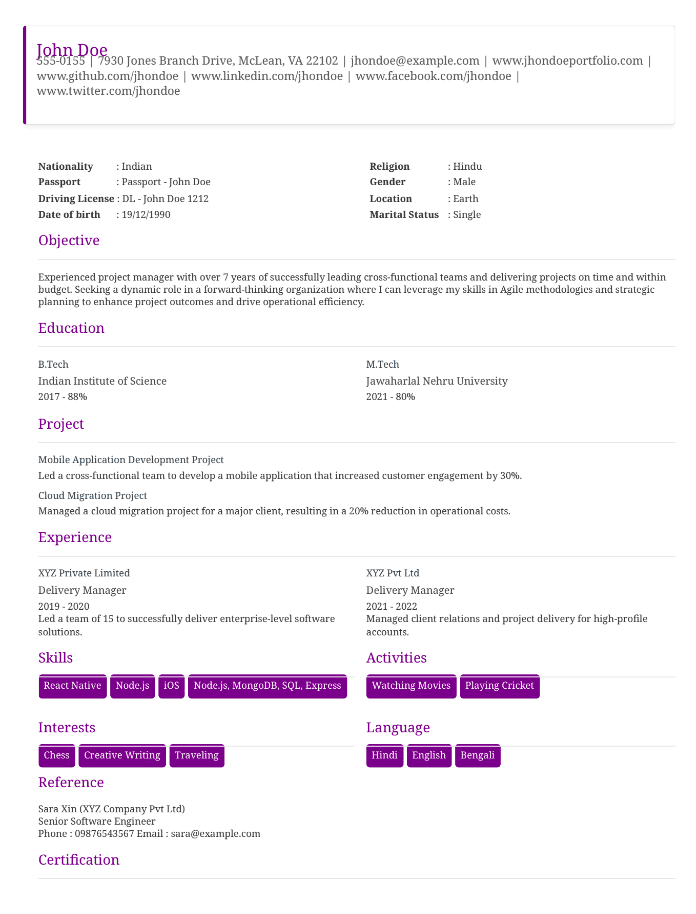 John Doe
555-0155 | 7930 Jones Branch Drive, McLean, VA 22102 | jhondoe@example.com | www.jhondoeportfolio.com |
www.github.com/jhondoe | www.linkedin.com/jhondoe | www.facebook.com/jhondoe |
www.twitter.com/jhondoe
Nationality : Indian
Passport : Passport - John Doe
Driving License : DL - John Doe 1212
Date of birth : 19/12/1990
Religion : Hindu
Gender : Male
Location : Earth
Marital Status : Single
Objective
Experienced project manager with over 7 years of successfully leading cross-functional teams and delivering projects on time and within
budget. Seeking a dynamic role in a forward-thinking organization where I can leverage my skills in Agile methodologies and strategic
planning to enhance project outcomes and drive operational efficiency.
Education
B.Tech
Indian Institute of Science
2017 - 88%
M.Tech
Jawaharlal Nehru University
2021 - 80%
Project
Mobile Application Development Project
Led a cross-functional team to develop a mobile application that increased customer engagement by 30%.
Cloud Migration Project
Managed a cloud migration project for a major client, resulting in a 20% reduction in operational costs.
Experience
XYZ Private Limited
Delivery Manager
2019 - 2020
Led a team of 15 to successfully deliver enterprise-level software
solutions.
XYZ Pvt Ltd
Delivery Manager
2021 - 2022
Managed client relations and project delivery for high-profile
accounts.
Skills
React Native Node.js iOS Node.js, MongoDB, SQL, Express
Activities
Watching Movies Playing Cricket
Interests
Chess Creative Writing Traveling
Language
Hindi English Bengali
Reference
Sara Xin (XYZ Company Pvt Ltd)
Senior Software Engineer
Phone : 09876543567 Email : sara@example.com
Certification